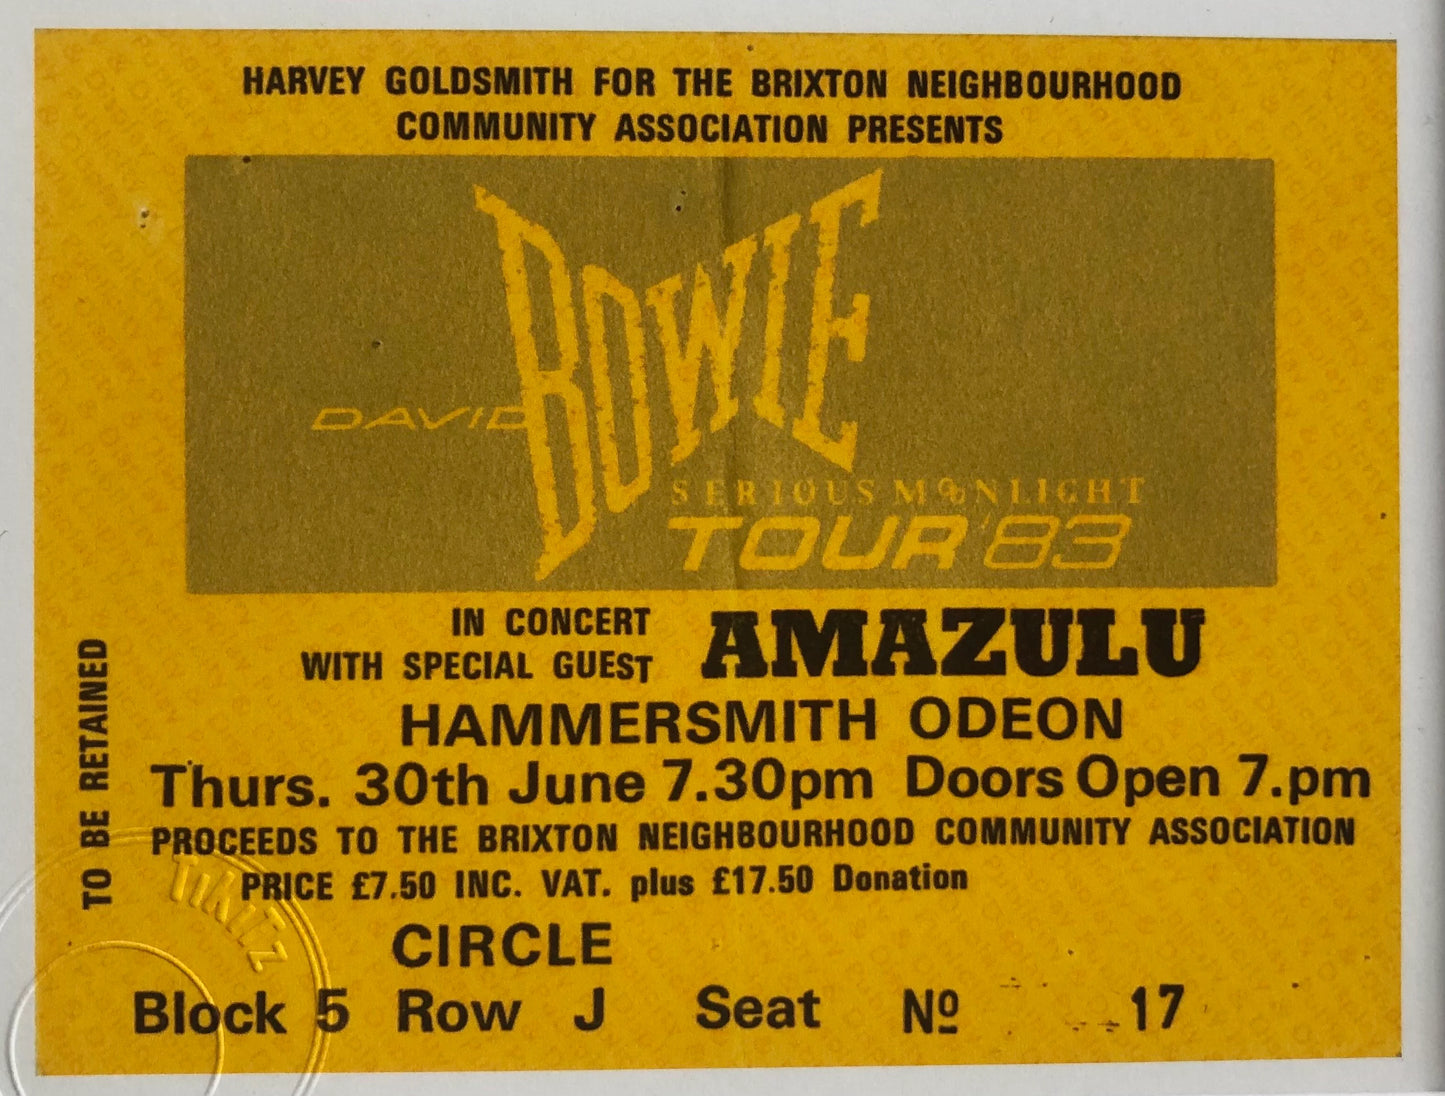 HARVEY GOLDSMITH FOR THE BRIXTON NEIGHBOURHOOD
COMMUNITY ASSOCIATION PRESENTS
DAVID BOWIE
SERIOUS MOONLIGHT
TOUR '83
IN CONCERT
WITH SPECIAL GUEST AMAZULU
HAMMERSMITH ODEON
Thurs. 30th June 7.30pm Doors Open 7.pm
PROCEEDS TO THE BRIXTON NEIGHBOURHOOD COMMUNITY ASSOCIATION
PRICE £7.50 INC. VAT. plus £17.50 Donation
CIRCLE
Block 5 Row J Seat Nº 17
TO BE RETAINED
TiKiTz